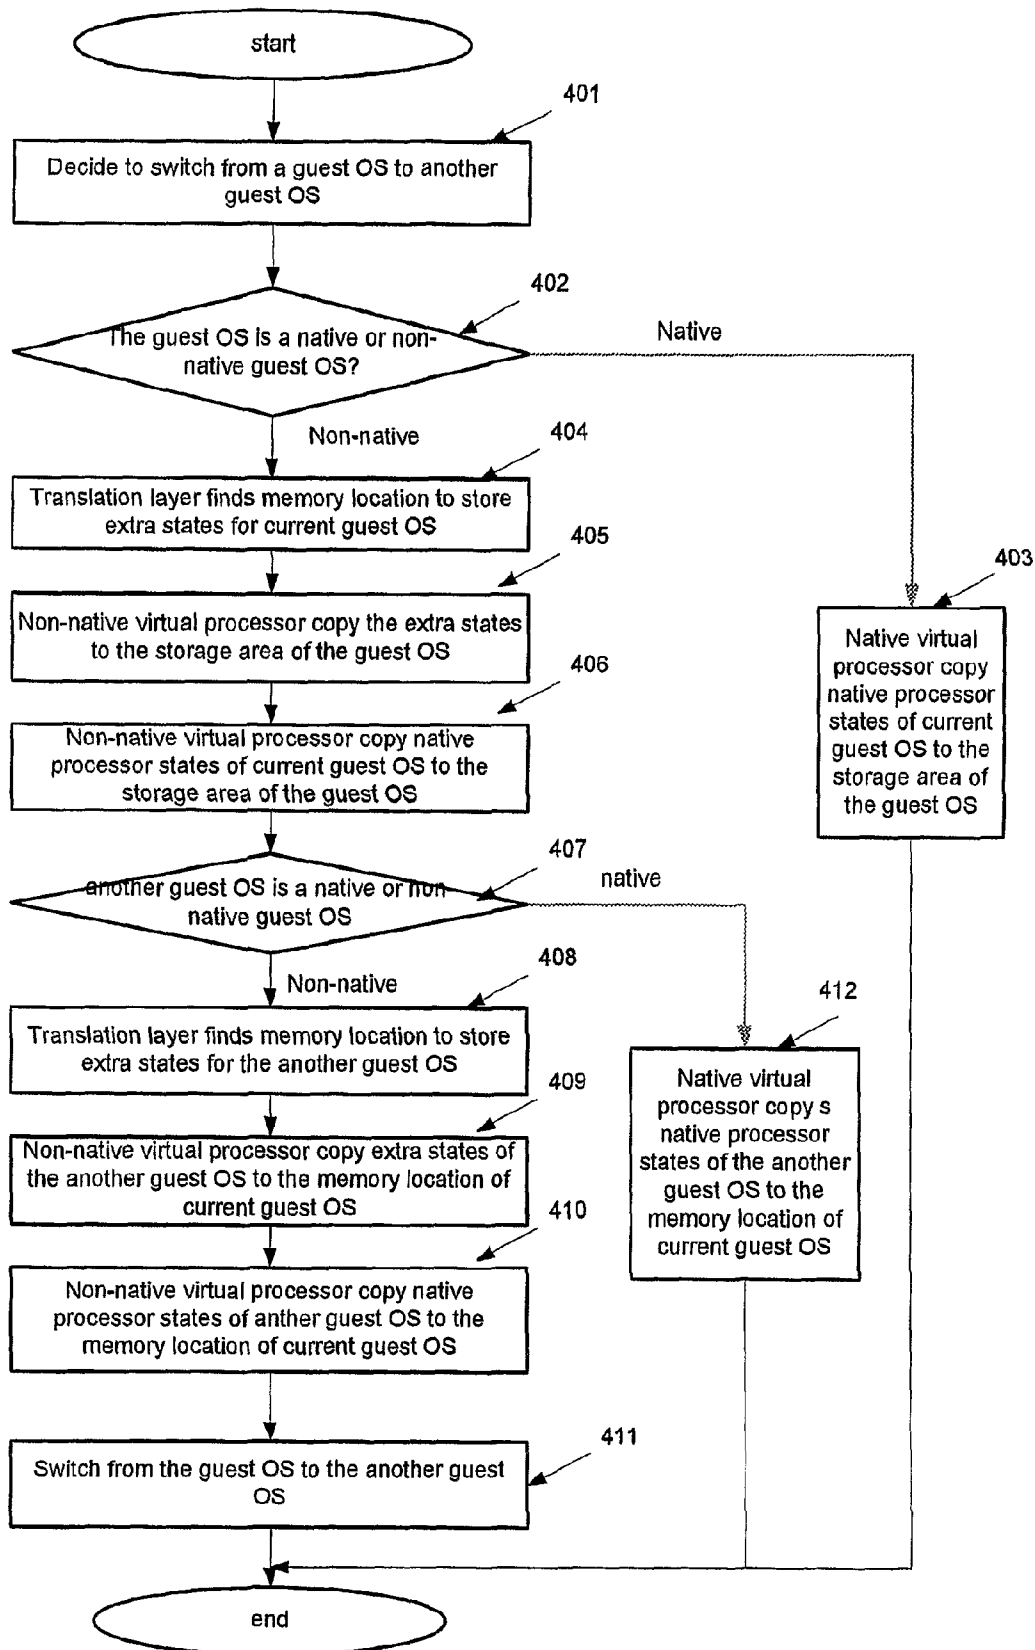 start
401
Decide to switch from a guest OS to another
guest OS
402
The guest OS is a native or non-
native guest OS?
Native
Non-native
404
Translation layer finds memory location to store
extra states for current guest OS
405
403
Non-native virtual processor copy the extra states
to the storage area of the guest OS
Native virtual
processor copy
native processor
states of current
guest OS to the
storage area of
the guest OS
406
Non-native virtual processor copy native
processor states of current guest OS to the
storage area of the guest OS
407
another guest OS is a native or non
native guest OS
native
Non-native
408
Translation layer finds memory location to store
extra states for the another guest OS
412
Native virtual
processor copy s
native processor
states of the another
guest OS to the
memory location of
current guest OS
409
Non-native virtual processor copy extra states of
the another guest OS to the memory location of
current guest OS
410
Non-native virtual processor copy native
processor states of anther guest OS to the
memory location of current guest OS
411
Switch from the guest OS to the another guest
OS
end